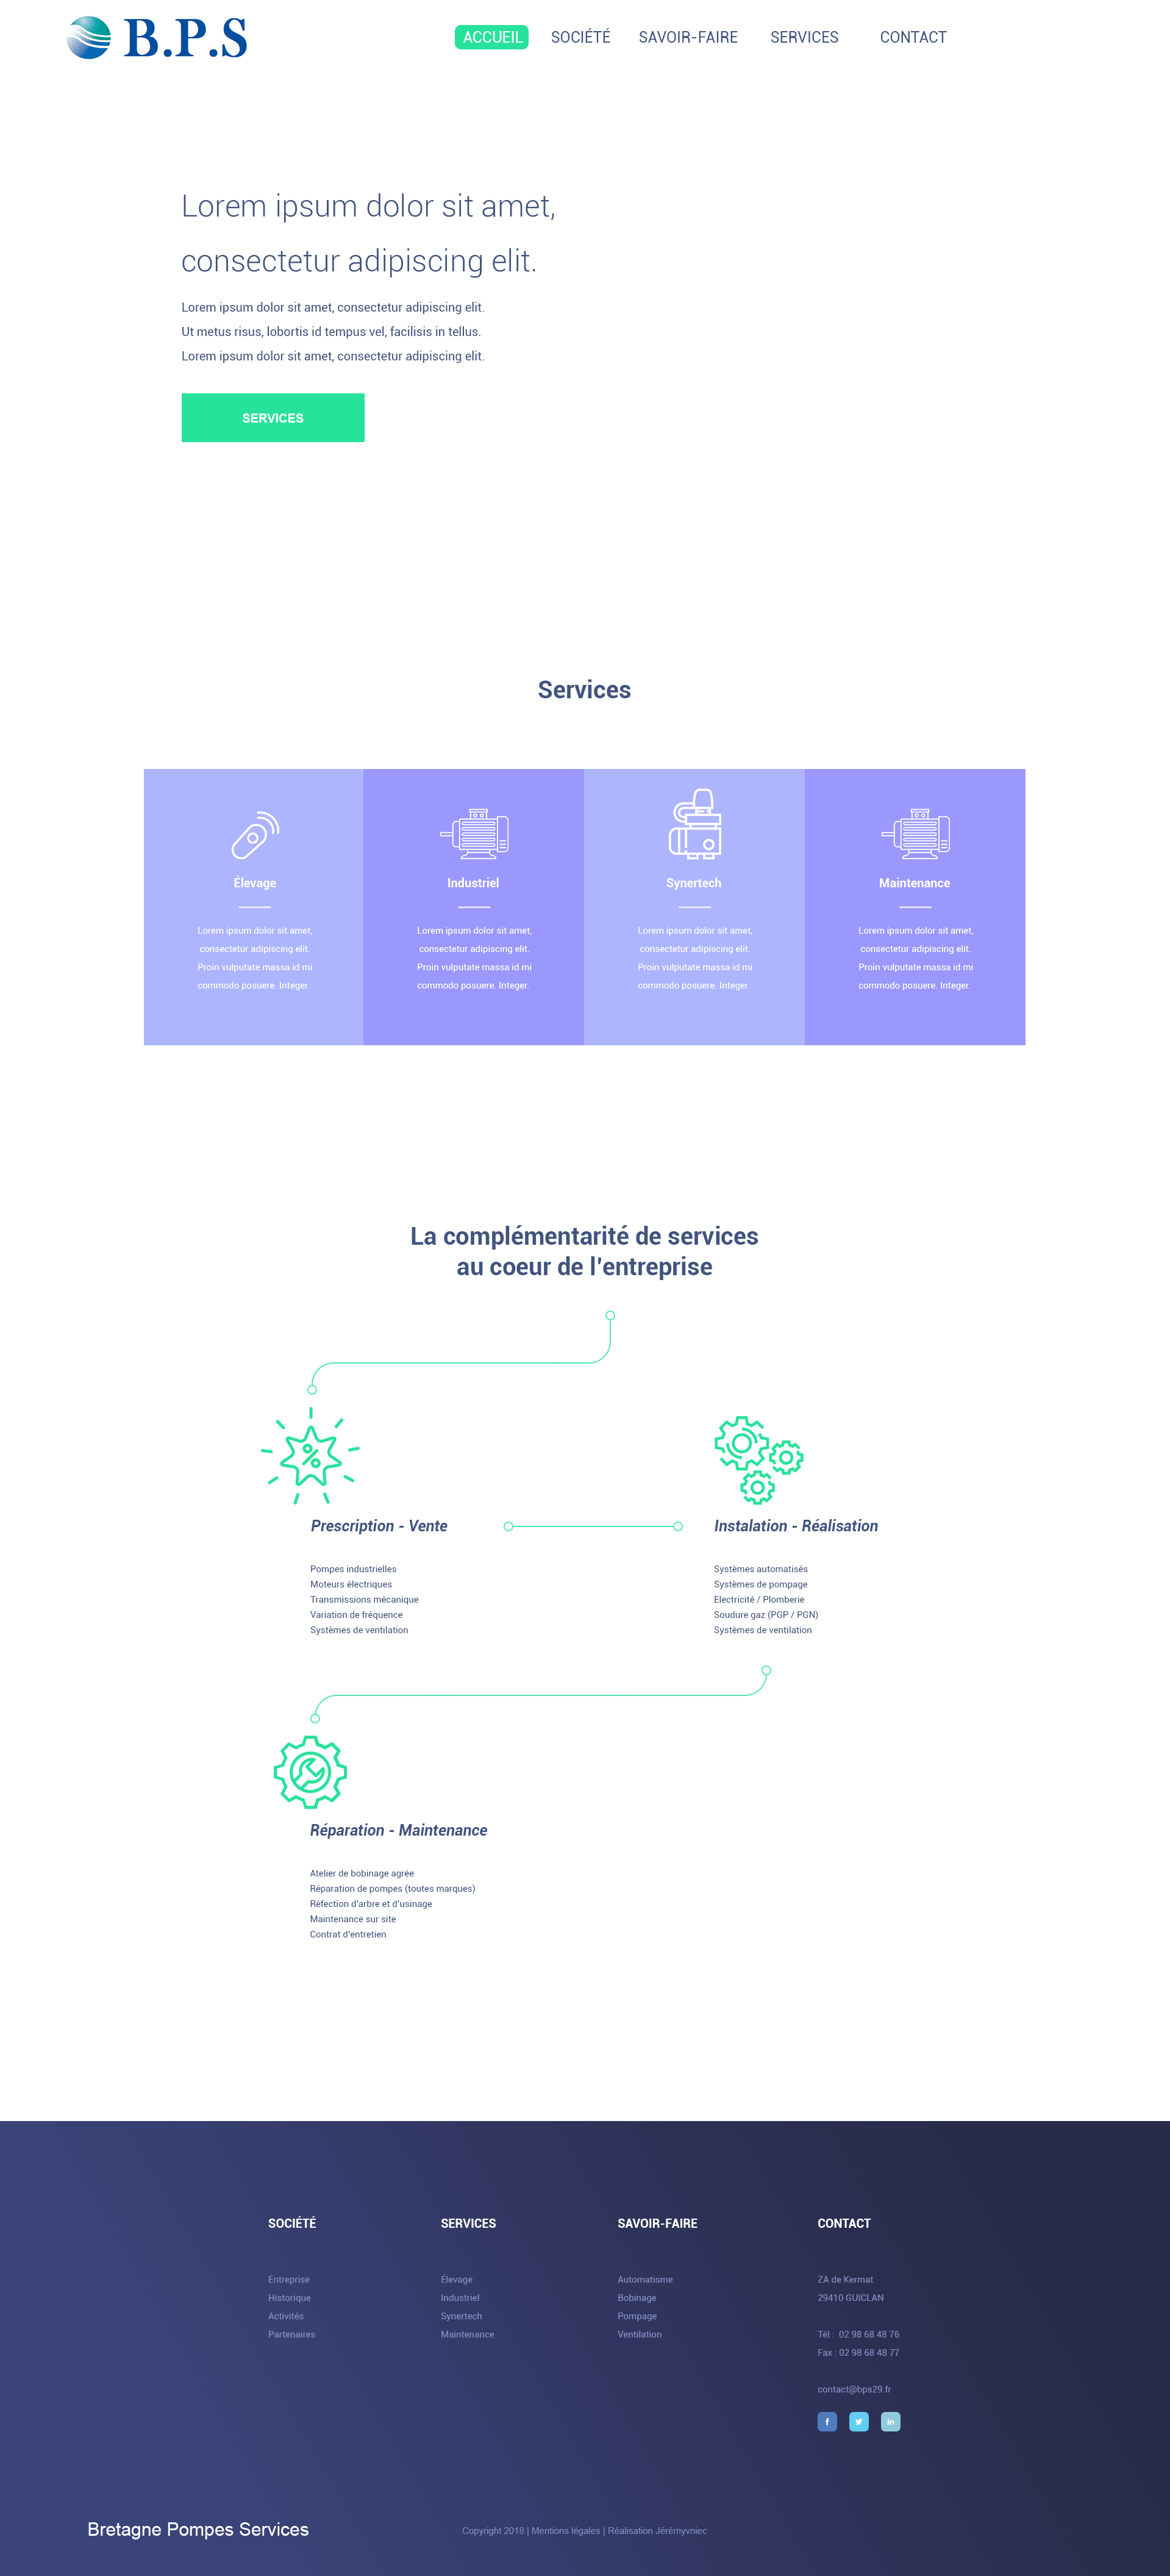 B.P.S
ACCUEIL SOCIÉTÉ SAVOIR-FAIRE SERVICES CONTACT
Lorem ipsum dolor sit amet,
consectetur adipiscing elit.
Lorem ipsum dolor sit amet, consectetur adipiscing elit.
Ut metus risus, lobortis id tempus vel, facilisis in tellus.
Lorem ipsum dolor sit amet, consectetur adipiscing elit.
SERVICES
Services
Élevage
Lorem ipsum dolor sit amet,
consectetur adipiscing elit.
Proin vulputate massa id mi
commodo posuere. Integer.
Industriel
Lorem ipsum dolor sit amet,
consectetur adipiscing elit.
Proin vulputate massa id mi
commodo posuere. Integer.
Synertech
Lorem ipsum dolor sit amet,
consectetur adipiscing elit.
Proin vulputate massa id mi
commodo posuere. Integer.
Maintenance
Lorem ipsum dolor sit amet,
consectetur adipiscing elit.
Proin vulputate massa id mi
commodo posuere. Integer.
La complémentarité de services
au coeur de l'entreprise
Prescription - Vente
Pompes industrielles
Moteurs électriques
Transmissions mécanique
Variation de fréquence
Systèmes de ventilation
Instalation - Réalisation
Systèmes automatisés
Systèmes de pompage
Electricité / Plomberie
Soudure gaz (PGP / PGN)
Systèmes de ventilation
Réparation - Maintenance
Atelier de bobinage agrée
Réparation de pompes (toutes marques)
Réfection d'arbre et d'usinage
Maintenance sur site
Contrat d'entretien
SOCIÉTÉ
Entreprise
Historique
Activités
Partenaires
SERVICES
Élevage
Industriel
Synertech
Maintenance
SAVOIR-FAIRE
Automatisme
Bobinage
Pompage
Ventilation
CONTACT
ZA de Kermat
29410 GUICLAN
Tél : 02 98 68 48 76
Fax : 02 98 68 48 77
contact@bps29.fr
f
in
Bretagne Pompes Services
Copyright 2018 | Mentions légales | Réalisation Jérémyvniec